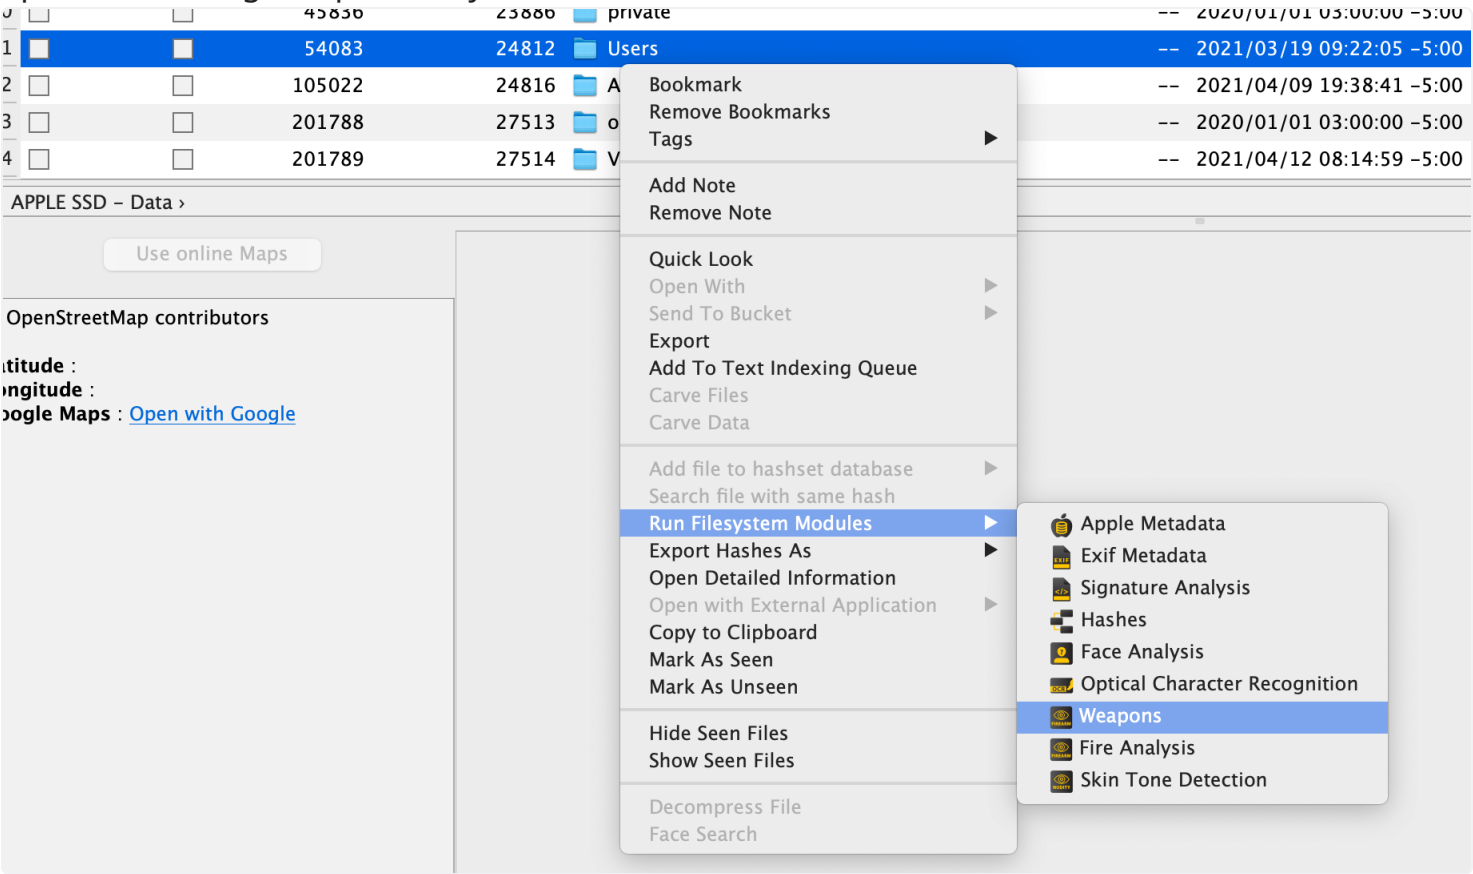 45836 23886 private -- 2020/01/01 03:00:00 -5:00
1 54083 24812 Users -- 2021/03/19 09:22:05 -5:00
2 105022 24816 A -- 2021/04/09 19:38:41 -5:00
3 201788 27513 o -- 2020/01/01 03:00:00 -5:00
4 201789 27514 V -- 2021/04/12 08:14:59 -5:00
APPLE SSD - Data ›
Use online Maps
OpenStreetMap contributors
atitude :
ongitude :
oogle Maps : Open with Google
Bookmark
Remove Bookmarks
Tags
Add Note
Remove Note
Quick Look
Open With
Send To Bucket
Export
Add To Text Indexing Queue
Carve Files
Carve Data
Add file to hashset database
Search file with same hash
Run Filesystem Modules
Export Hashes As
Open Detailed Information
Open with External Application
Copy to Clipboard
Mark As Seen
Mark As Unseen
Hide Seen Files
Show Seen Files
Decompress File
Face Search
Apple Metadata
Exif Metadata
Signature Analysis
Hashes
Face Analysis
Optical Character Recognition
Weapons
Fire Analysis
Skin Tone Detection